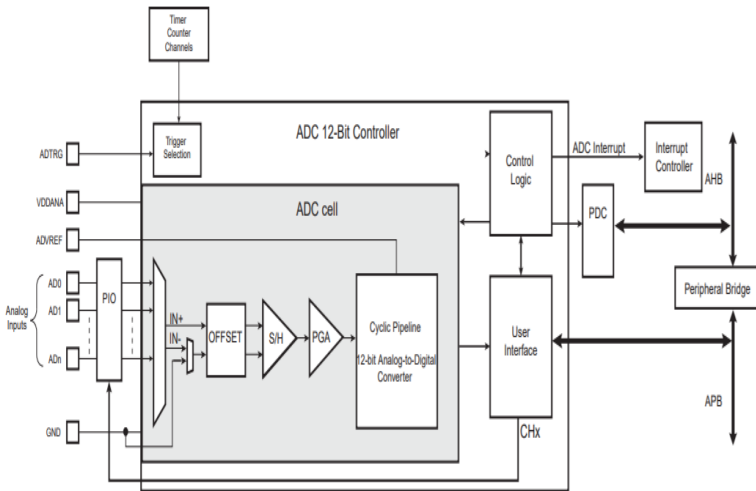 Timer
Counter
Channels
ADC 12-Bit Controller
Trigger
Selection
ADTRG
Control
Logic
ADC Interrupt
Interrupt
Controller
AHB
VDDANA
ADC cell
PDC
ADVREF
AD0
PIO
Analog
Inputs
AD1
ADn
IN+
IN-
OFFSET
S/H
PGA
Cyclic Pipeline
12-bit Analog-to-Digital
Converter
User
Interface
Peripheral Bridge
APB
GND
CHx